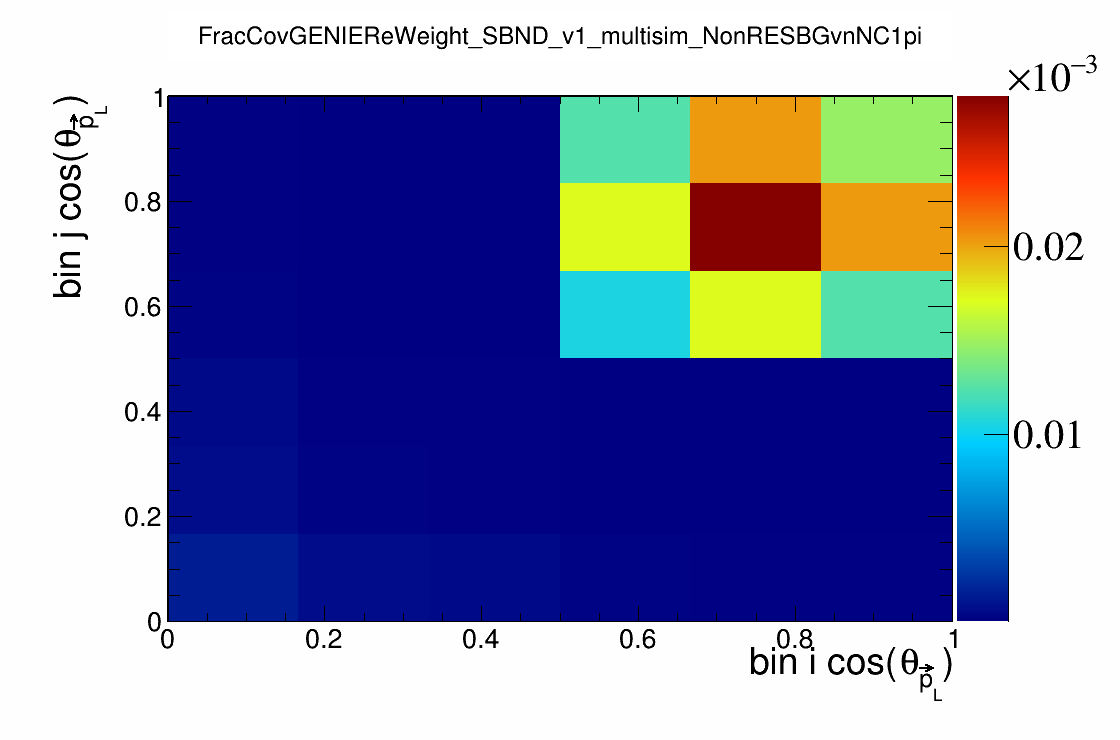 FracCovGENIEReWeight_SBND_v1_multisim_NonRESBGvnNC1pi
×10⁻³
bin j cos(θ_p⃗_L)
1
0.8
0.6
0.4
0.2
0
0 0.2 0.4 0.6 0.8 1
bin i cos(θ_p⃗_L)
0.02
0.01